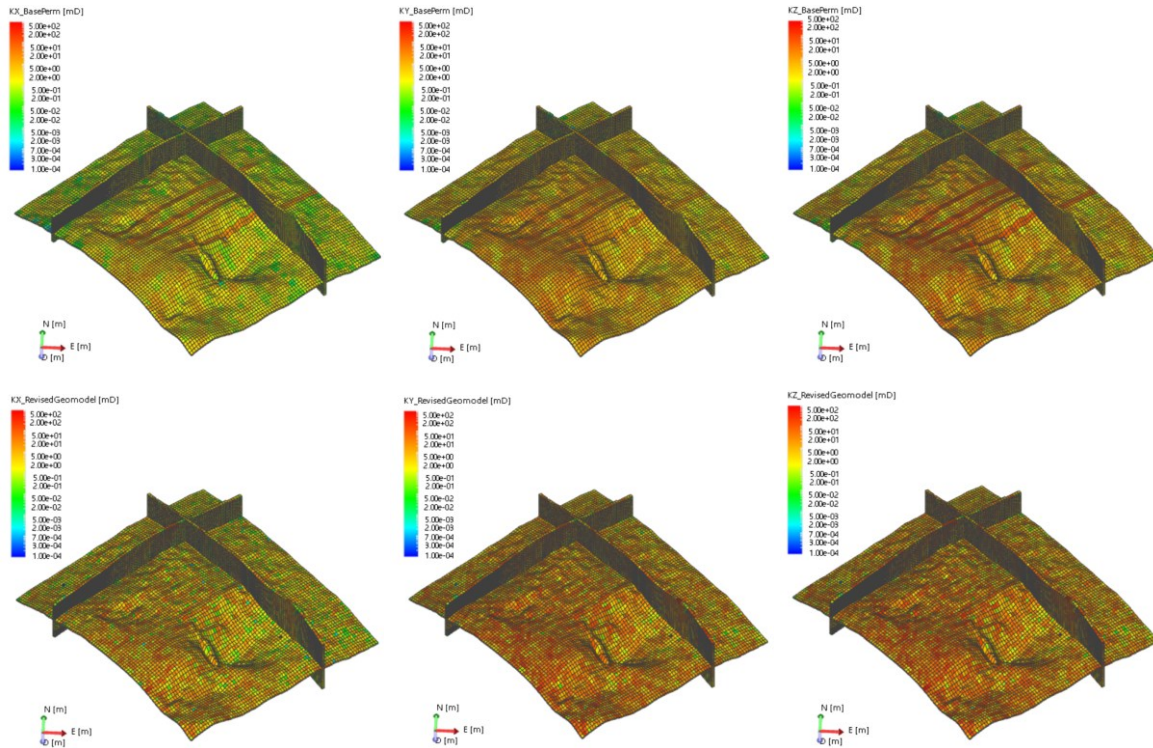 KX_BasePerm [mD]
5.00e+02
2.00e+02
5.00e+01
2.00e+01
5.00e+00
2.00e+00
5.00e-01
2.00e-01
5.00e-02
2.00e-02
5.00e-03
2.00e-03
7.00e-04
3.00e-04
1.00e-04
N [m]
E [m]
D [m]
KY_BasePerm [mD]
5.00e+02
2.00e+02
5.00e+01
2.00e+01
5.00e+00
2.00e+00
5.00e-01
2.00e-01
5.00e-02
2.00e-02
5.00e-03
2.00e-03
7.00e-04
3.00e-04
1.00e-04
N [m]
E [m]
D [m]
KZ_BasePerm [mD]
5.00e+02
2.00e+02
5.00e+01
2.00e+01
5.00e+00
2.00e+00
5.00e-01
2.00e-01
5.00e-02
2.00e-02
5.00e-03
2.00e-03
7.00e-04
3.00e-04
1.00e-04
N [m]
E [m]
D [m]
KX_RevisedGeomodel [mD]
5.00e+02
2.00e+02
5.00e+01
2.00e+01
5.00e+00
2.00e+00
5.00e-01
2.00e-01
5.00e-02
2.00e-02
5.00e-03
2.00e-03
7.00e-04
3.00e-04
1.00e-04
N [m]
E [m]
D [m]
KY_RevisedGeomodel [mD]
5.00e+02
2.00e+02
5.00e+01
2.00e+01
5.00e+00
2.00e+00
5.00e-01
2.00e-01
5.00e-02
2.00e-02
5.00e-03
2.00e-03
7.00e-04
3.00e-04
1.00e-04
N [m]
E [m]
D [m]
KZ_RevisedGeomodel [mD]
5.00e+02
2.00e+02
5.00e+01
2.00e+01
5.00e+00
2.00e+00
5.00e-01
2.00e-01
5.00e-02
2.00e-02
5.00e-03
2.00e-03
7.00e-04
3.00e-04
1.00e-04
N [m]
E [m]
D [m]